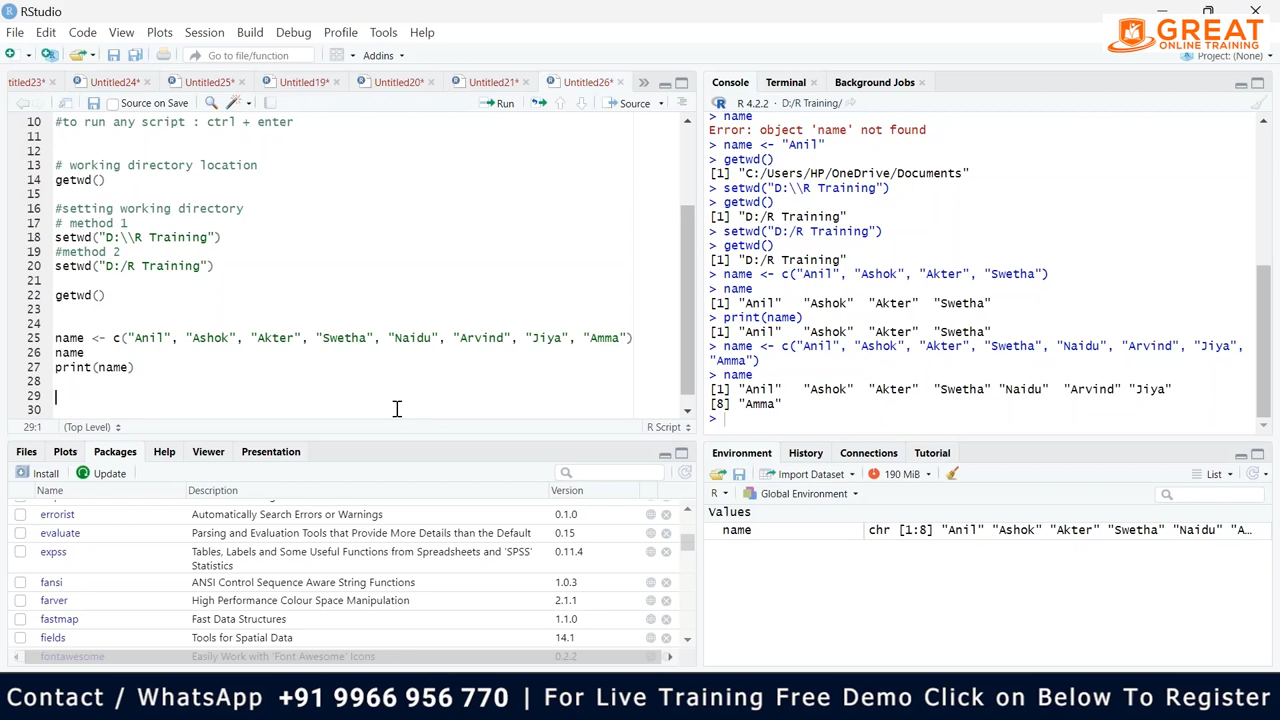 RStudio
File Edit Code View Plots Session Build Debug Profile Tools Help
GREAT
ONLINE TRAINING
Go to file/function Addins
Project: (None)
titled23* Untitled24* Untitled25* Untitled19* Untitled20* Untitled21* Untitled26*
Source on Save Run Source
10 #to run any script : ctrl + enter
11
12
13 # working directory location
14 getwd()
15
16 #setting working directory
17 # method 1
18 setwd("D:\\R Training")
19 #method 2
20 setwd("D:/R Training")
21
22 getwd()
23
24
25 name <- c("Anil", "Ashok", "Akter", "Swetha", "Naidu", "Arvind", "Jiya", "Amma")
26 name
27 print(name)
28
29
30
29:1 (Top Level) R Script
Console Terminal Background Jobs
R 4.2.2 · D:/R Training/
> name
Error: object 'name' not found
> name <- "Anil"
> getwd()
[1] "C:/Users/HP/OneDrive/Documents"
> setwd("D:\\R Training")
> getwd()
[1] "D:/R Training"
> setwd("D:/R Training")
> getwd()
[1] "D:/R Training"
> name <- c("Anil", "Ashok", "Akter", "Swetha")
> name
[1] "Anil" "Ashok" "Akter" "Swetha"
> print(name)
[1] "Anil" "Ashok" "Akter" "Swetha"
> name <- c("Anil", "Ashok", "Akter", "Swetha", "Naidu", "Arvind", "Jiya",
"Amma")
> name
[1] "Anil" "Ashok" "Akter" "Swetha" "Naidu" "Arvind" "Jiya"
[8] "Amma"
>
Files Plots Packages Help Viewer Presentation
Install Update
Name Description Version
errorist Automatically Search Errors or Warnings 0.1.0
evaluate Parsing and Evaluation Tools that Provide More Details than the Default 0.15
expss Tables, Labels and Some Useful Functions from Spreadsheets and 'SPSS' 0.11.4
Statistics
fansi ANSI Control Sequence Aware String Functions 1.0.3
farver High Performance Colour Space Manipulation 2.1.1
fastmap Fast Data Structures 1.1.0
fields Tools for Spatial Data 14.1
fontawesome Easily Work with 'Font Awesome' Icons 0.2.2
Environment History Connections Tutorial
Import Dataset 190 MiB List
R Global Environment
Values
name chr [1:8] "Anil" "Ashok" "Akter" "Swetha" "Naidu" "A...
Contact / WhatsApp +91 9966 956 770 | For Live Training Free Demo Click on Below To Register